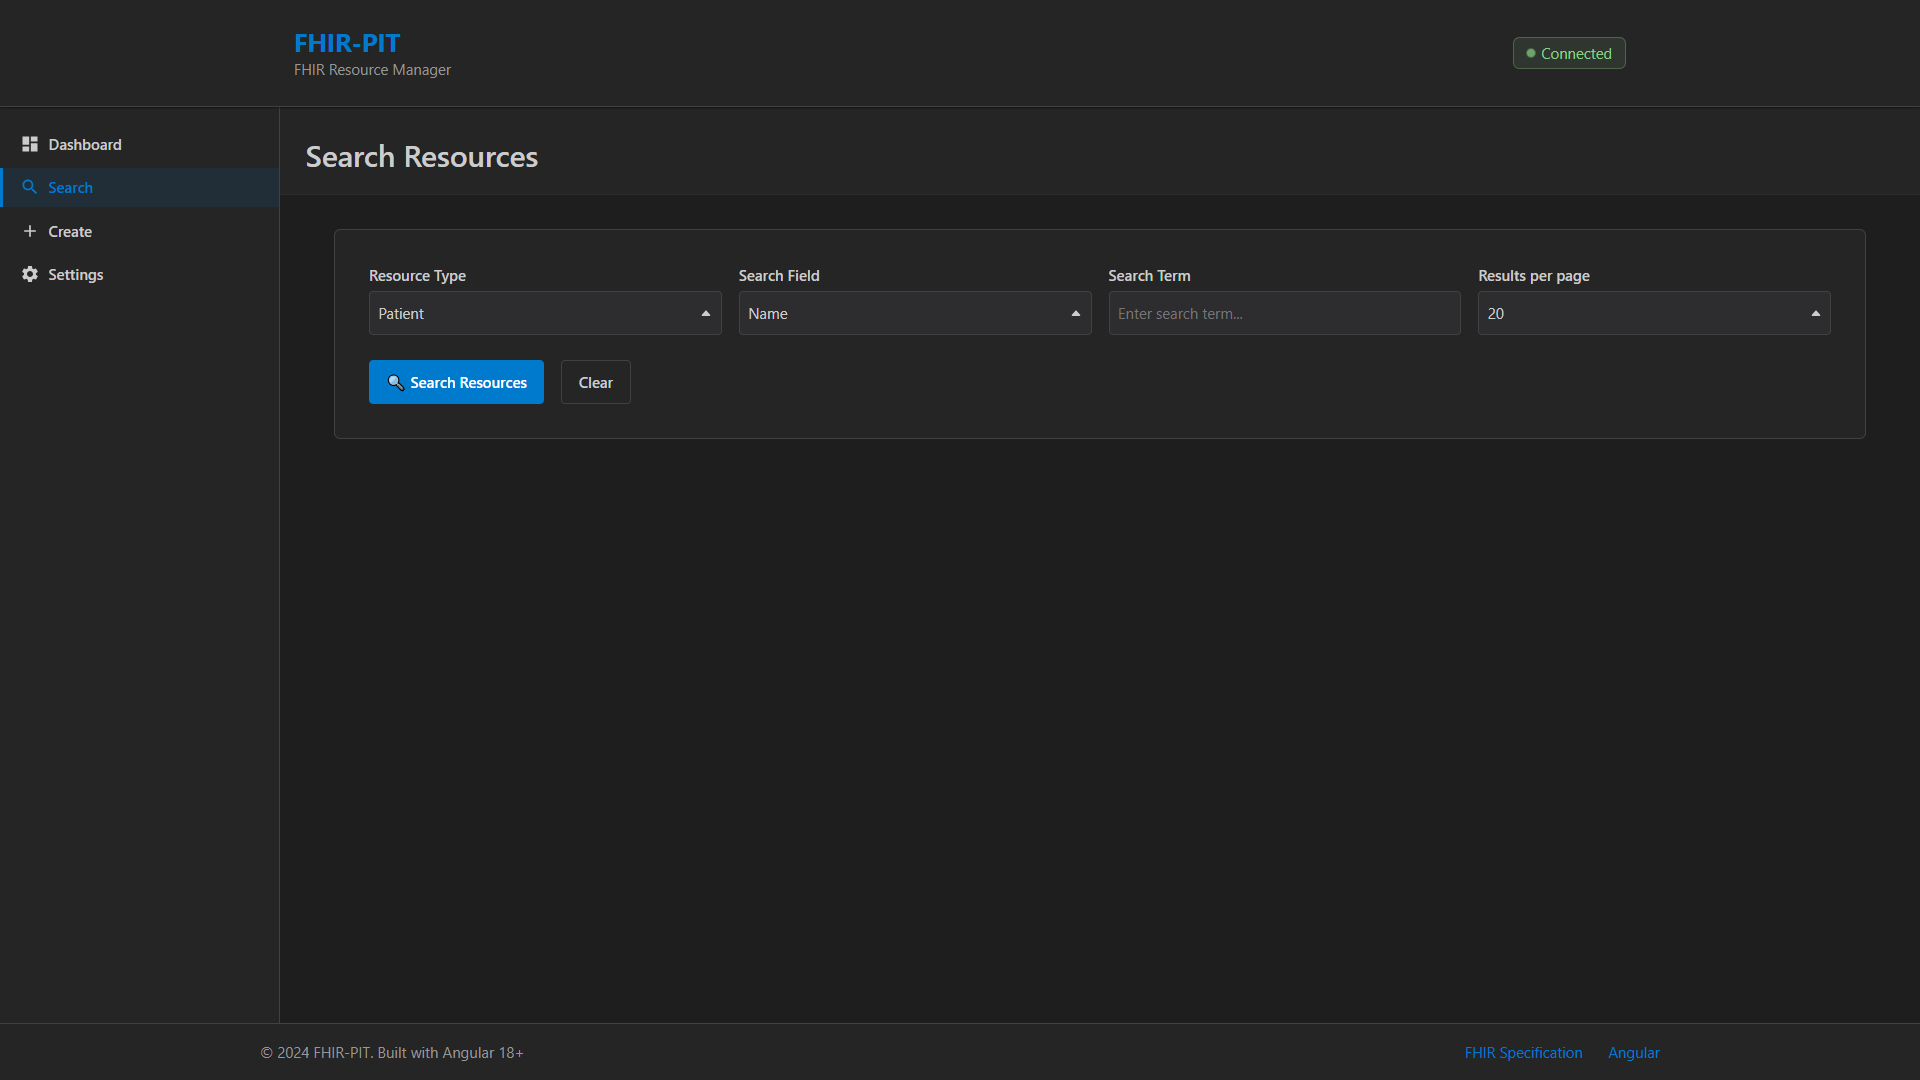 FHIR-PIT
FHIR Resource Manager
Connected
Dashboard
Search
Create
Settings
Search Resources
Resource Type
Search Field
Search Term
Results per page
Patient
Name
Enter search term...
20
Search Resources
Clear
© 2024 FHIR-PIT. Built with Angular 18+
FHIR Specification
Angular